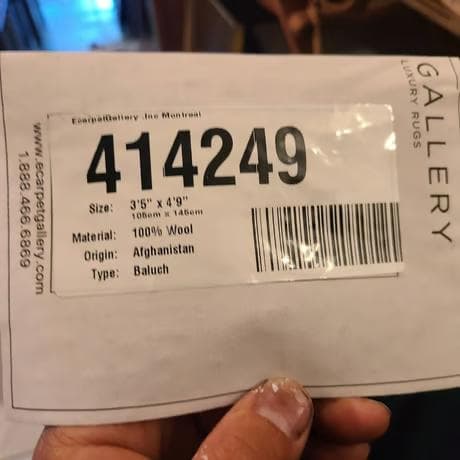 EcarpetGallery .Inc Montreal
414249
Size: 3'5" x 4'9"
105cm x 145cm
Material: 100% Wool
Origin: Afghanistan
Type: Baluch
GALLERY
LUXURY RUGS
www.ecarpetgallery.com
1.888.466.6869